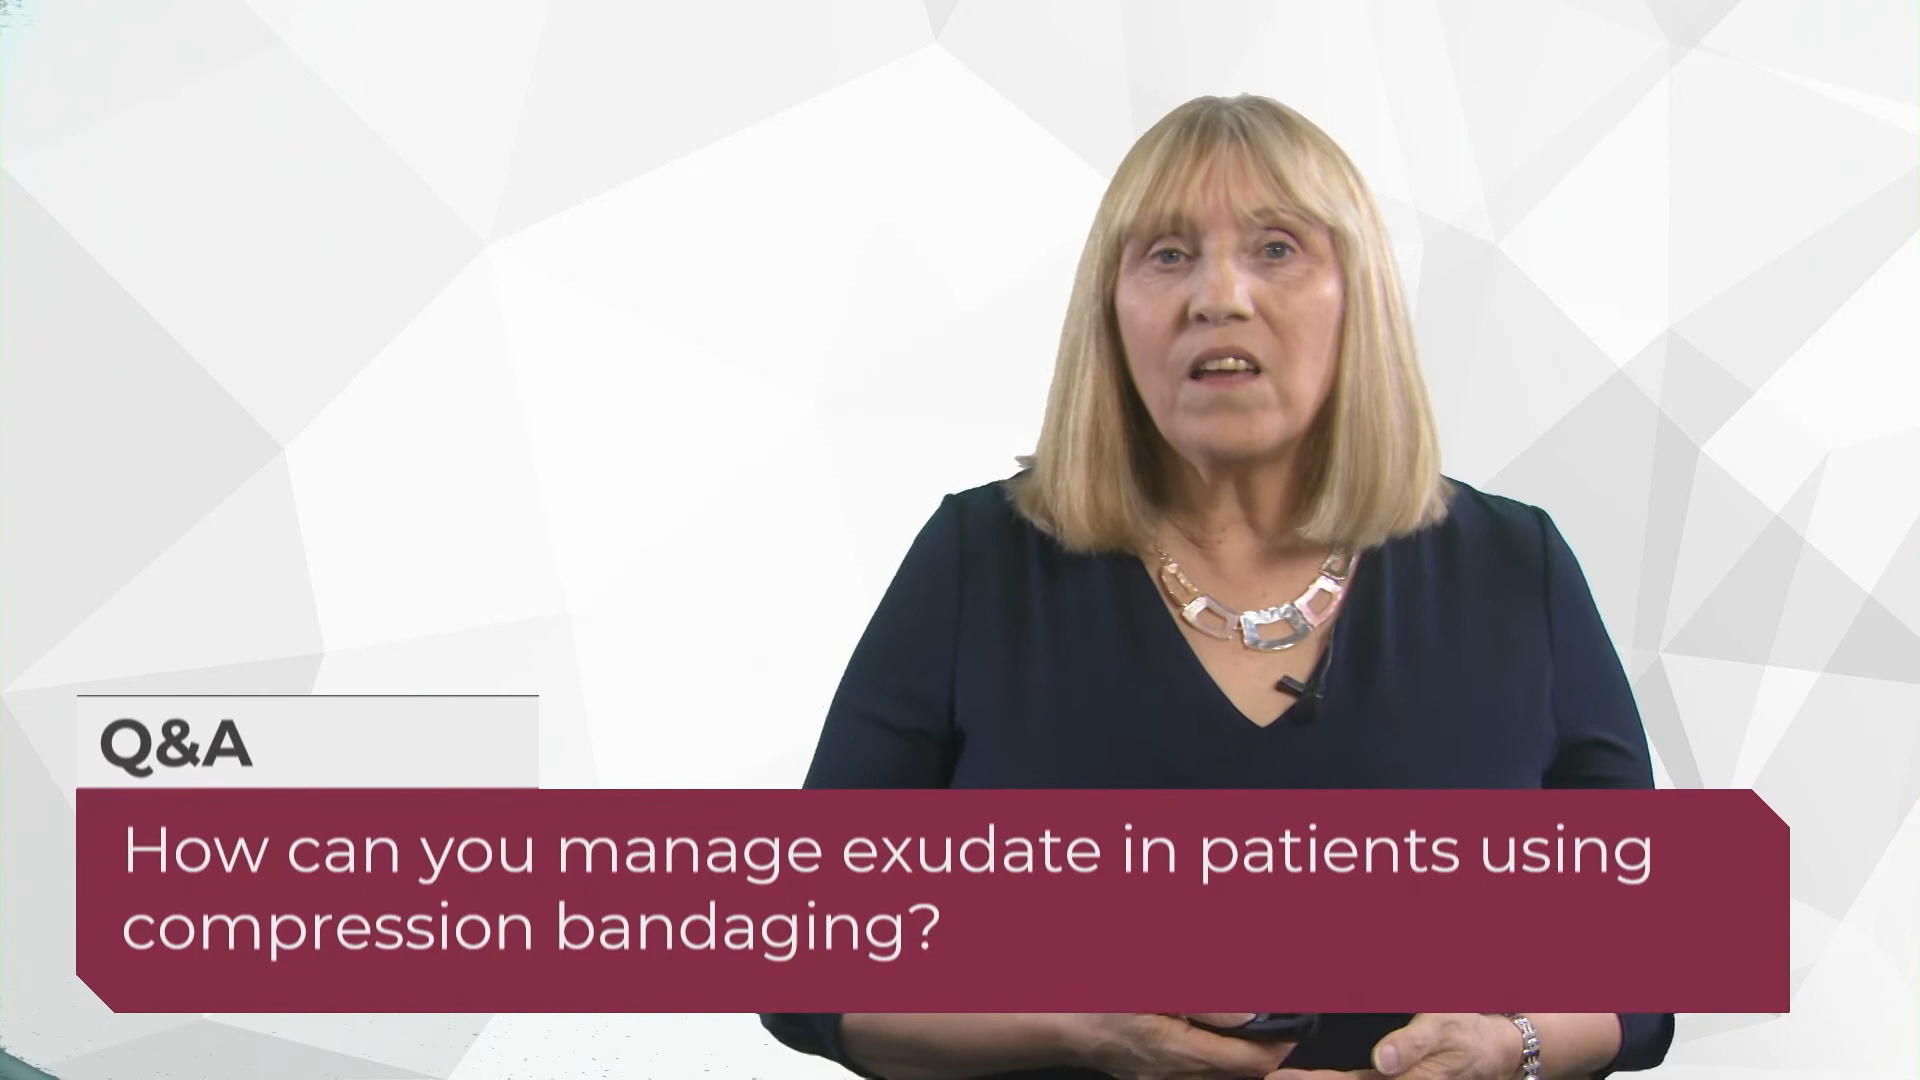 Q&A
How can you manage exudate in patients using
compression bandaging?